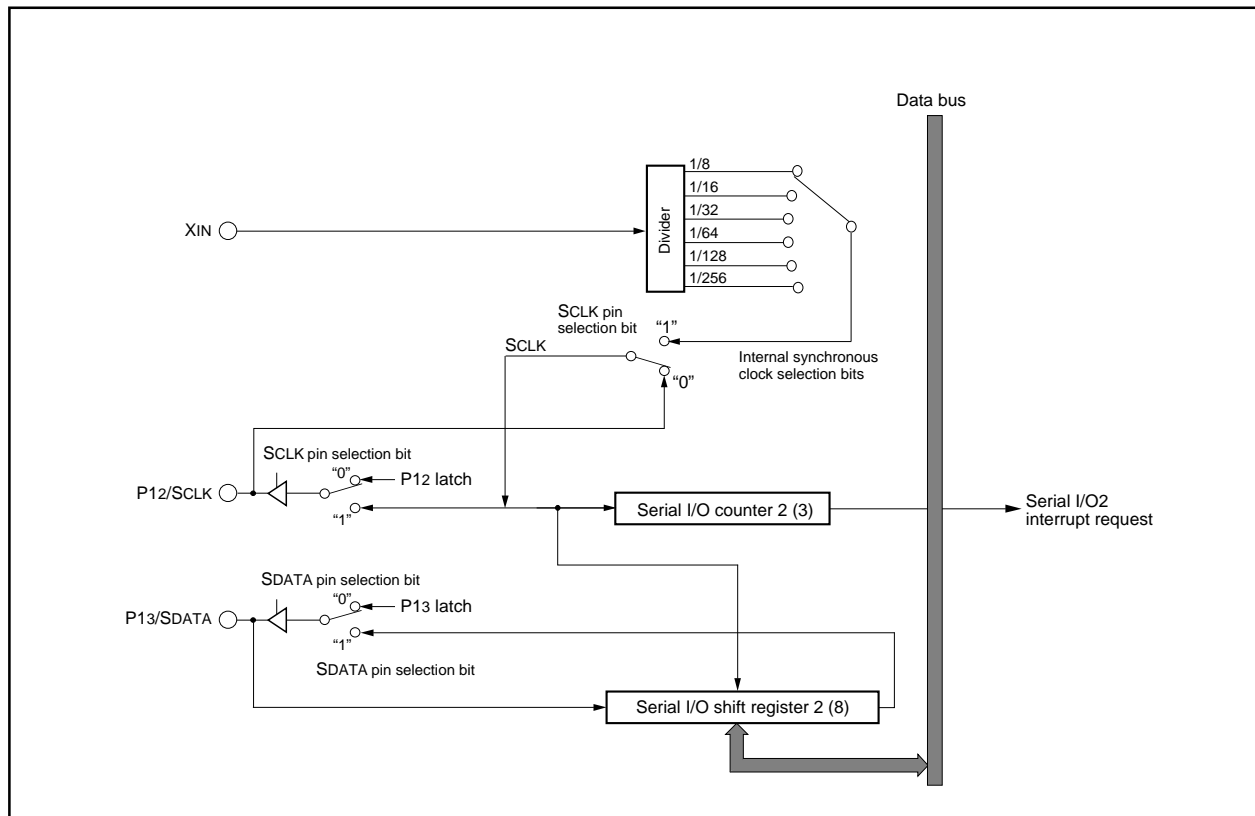 Data bus
XIN
Divider
1/8
1/16
1/32
1/64
1/128
1/256
SCLK pin
selection bit
“1”
SCLK
“0”
Internal synchronous
clock selection bits
SCLK pin selection bit
“0”
P12 latch
P12/SCLK
“1”
Serial I/O counter 2 (3)
Serial I/O2
interrupt request
SDATA pin selection bit
“0”
P13 latch
P13/SDATA
“1”
SDATA pin selection bit
Serial I/O shift register 2 (8)